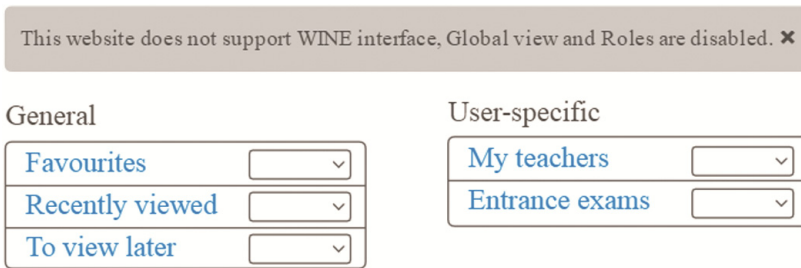 This website does not support WINE interface, Global view and Roles are disabled. ✖
General
Favourites
Recently viewed
To view later
User-specific
My teachers
Entrance exams